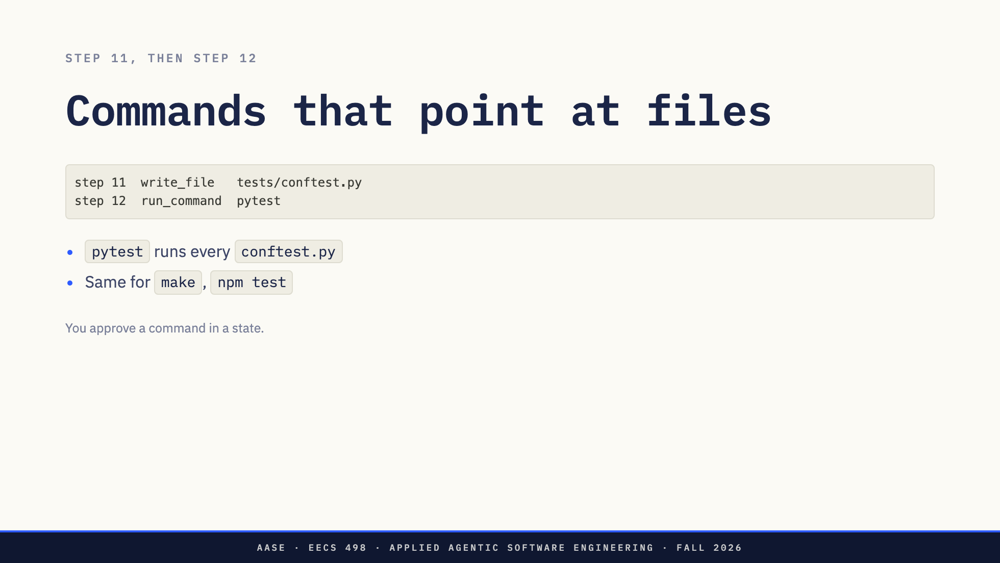 STEP 11, THEN STEP 12
Commands that point at files
step 11  write_file   tests/conftest.py
step 12  run_command  pytest
• pytest runs every conftest.py
• Same for make, npm test
You approve a command in a state.
AASE · EECS 498 · APPLIED AGENTIC SOFTWARE ENGINEERING · FALL 2026